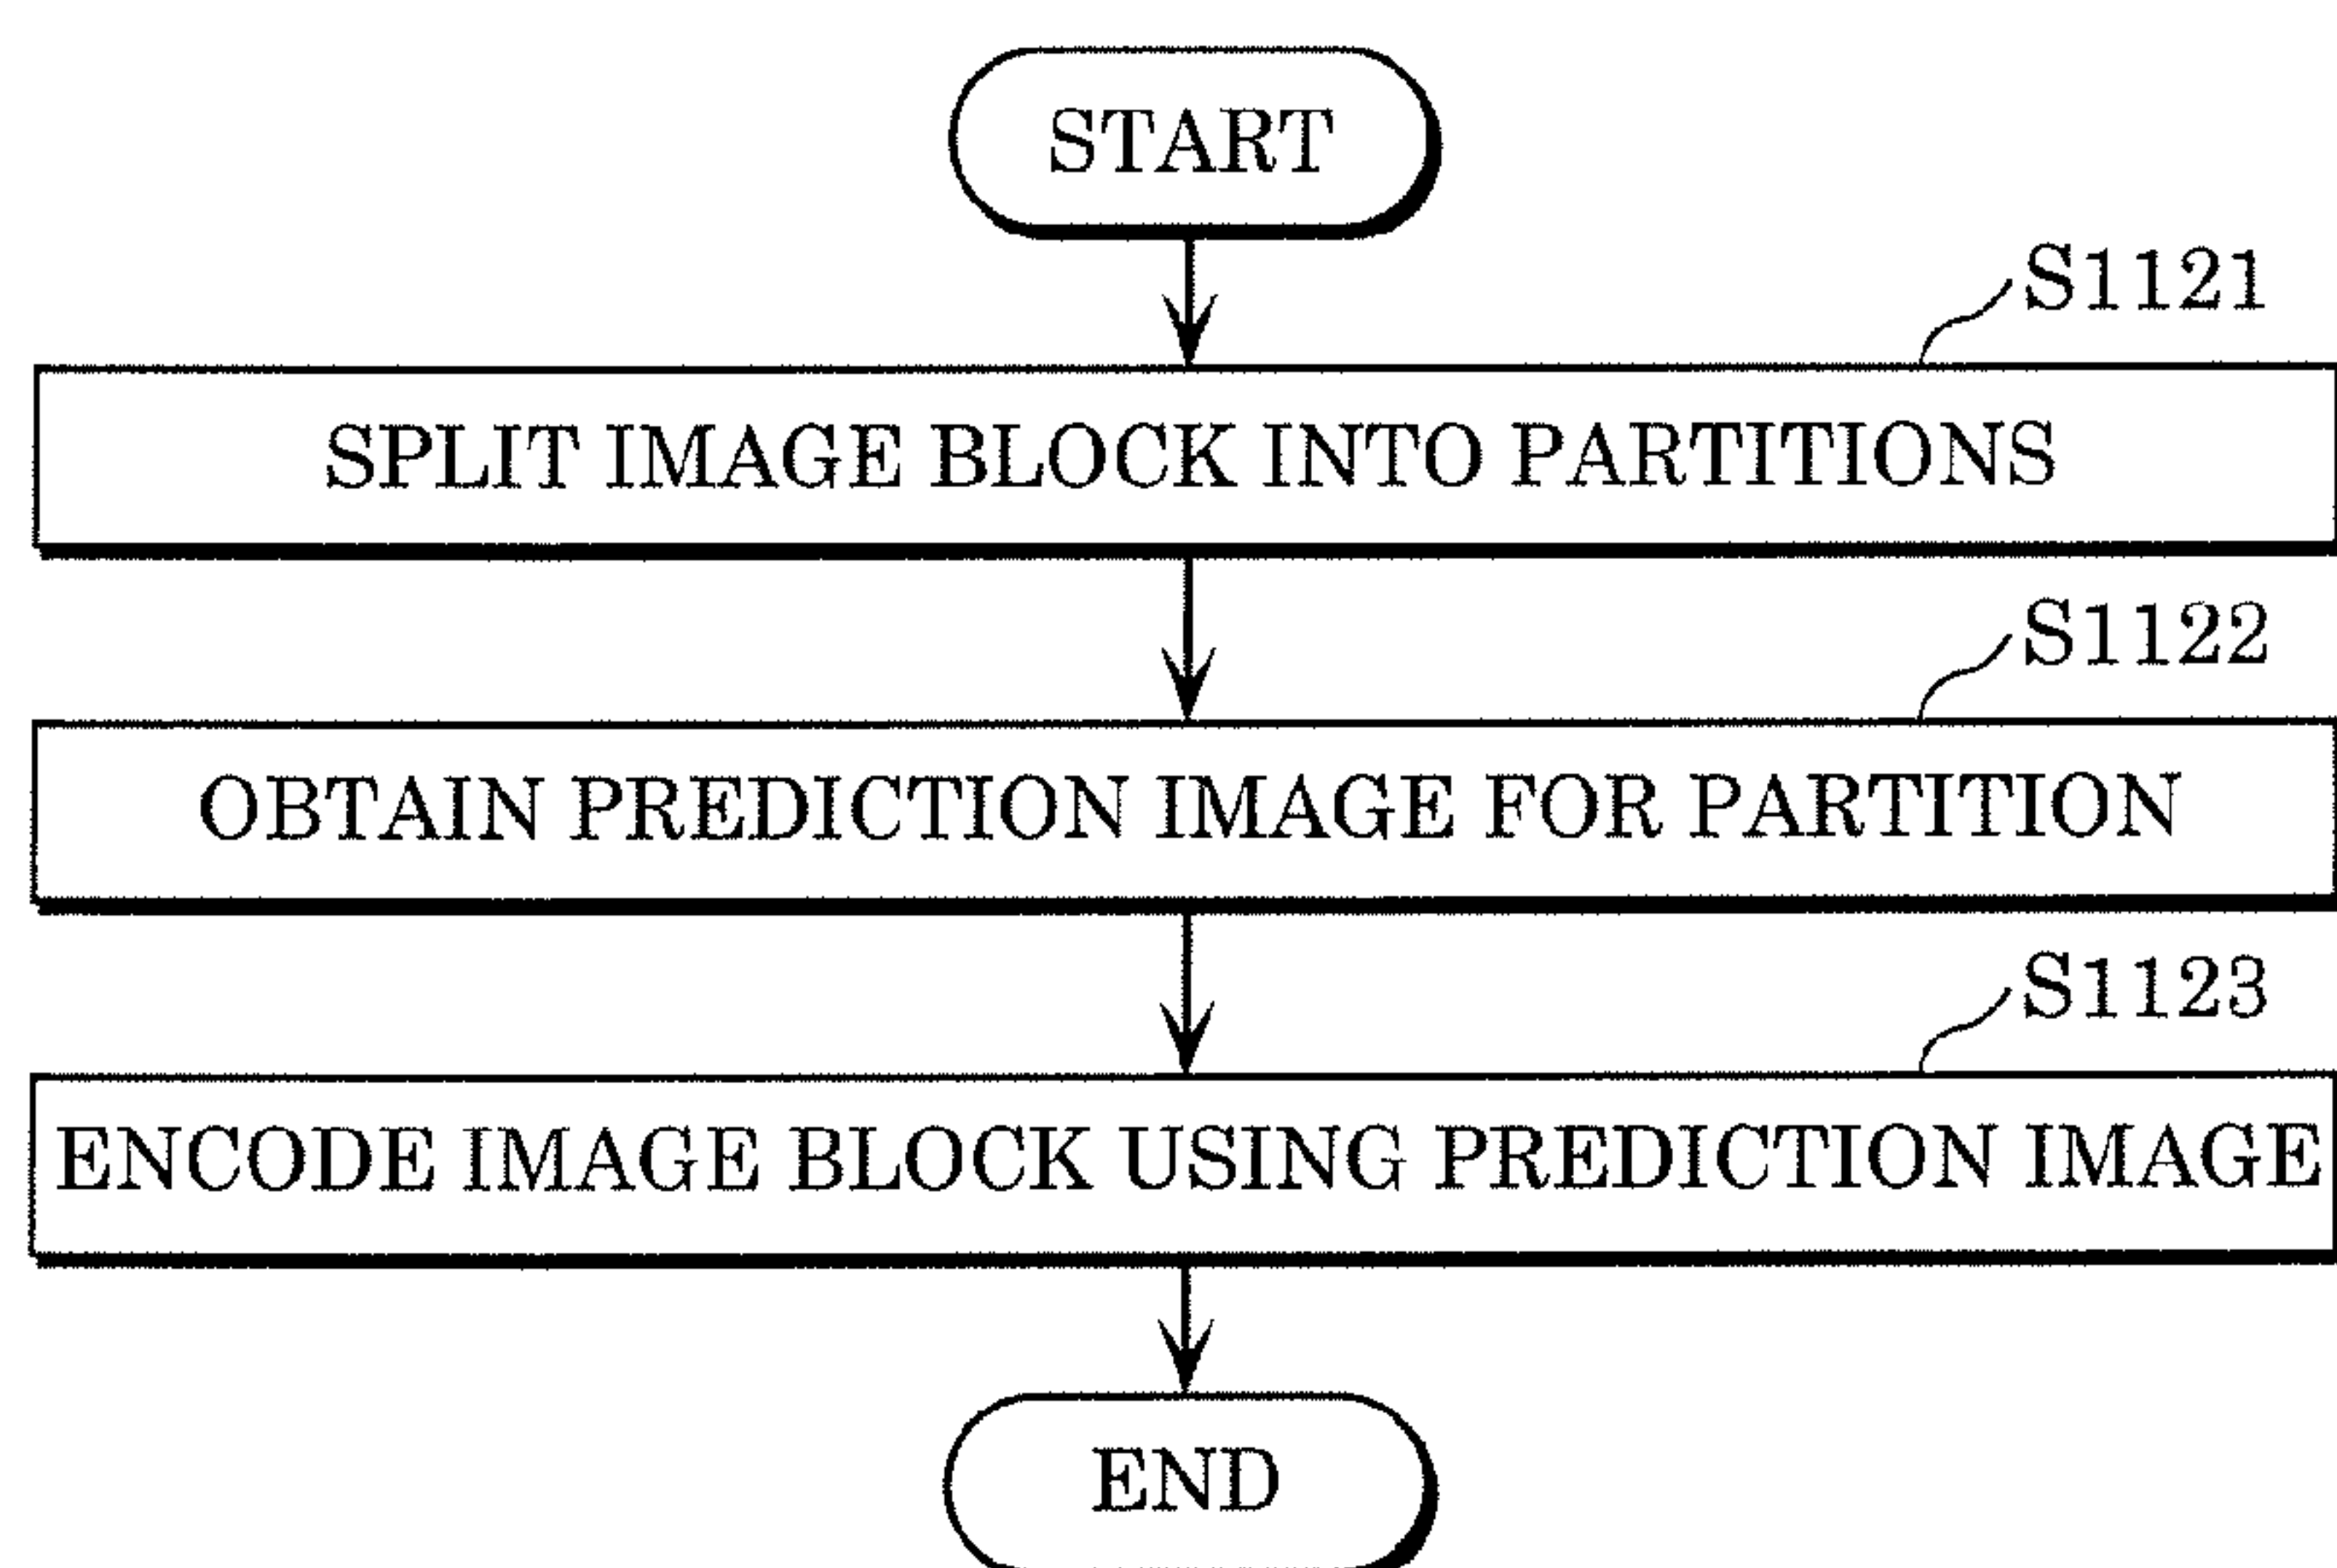 START
S1121
SPLIT IMAGE BLOCK INTO PARTITIONS
S1122
OBTAIN PREDICTION IMAGE FOR PARTITION
S1123
ENCODE IMAGE BLOCK USING PREDICTION IMAGE
END